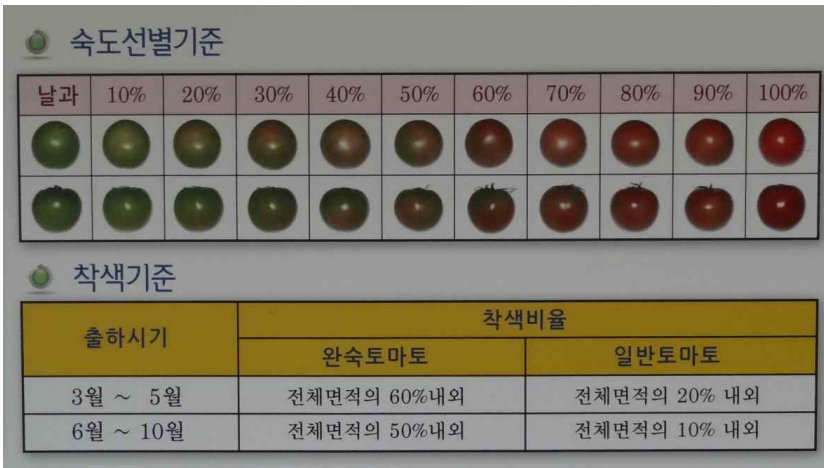 숙도선별기준
날과 10% 20% 30% 40% 50% 60% 70% 80% 90% 100%
착색기준
출하시기 착색비율
완숙토마토 일반토마토
3월 ~ 5월 전체면적의 60%내외 전체면적의 20% 내외
6월 ~ 10월 전체면적의 50%내외 전체면적의 10% 내외